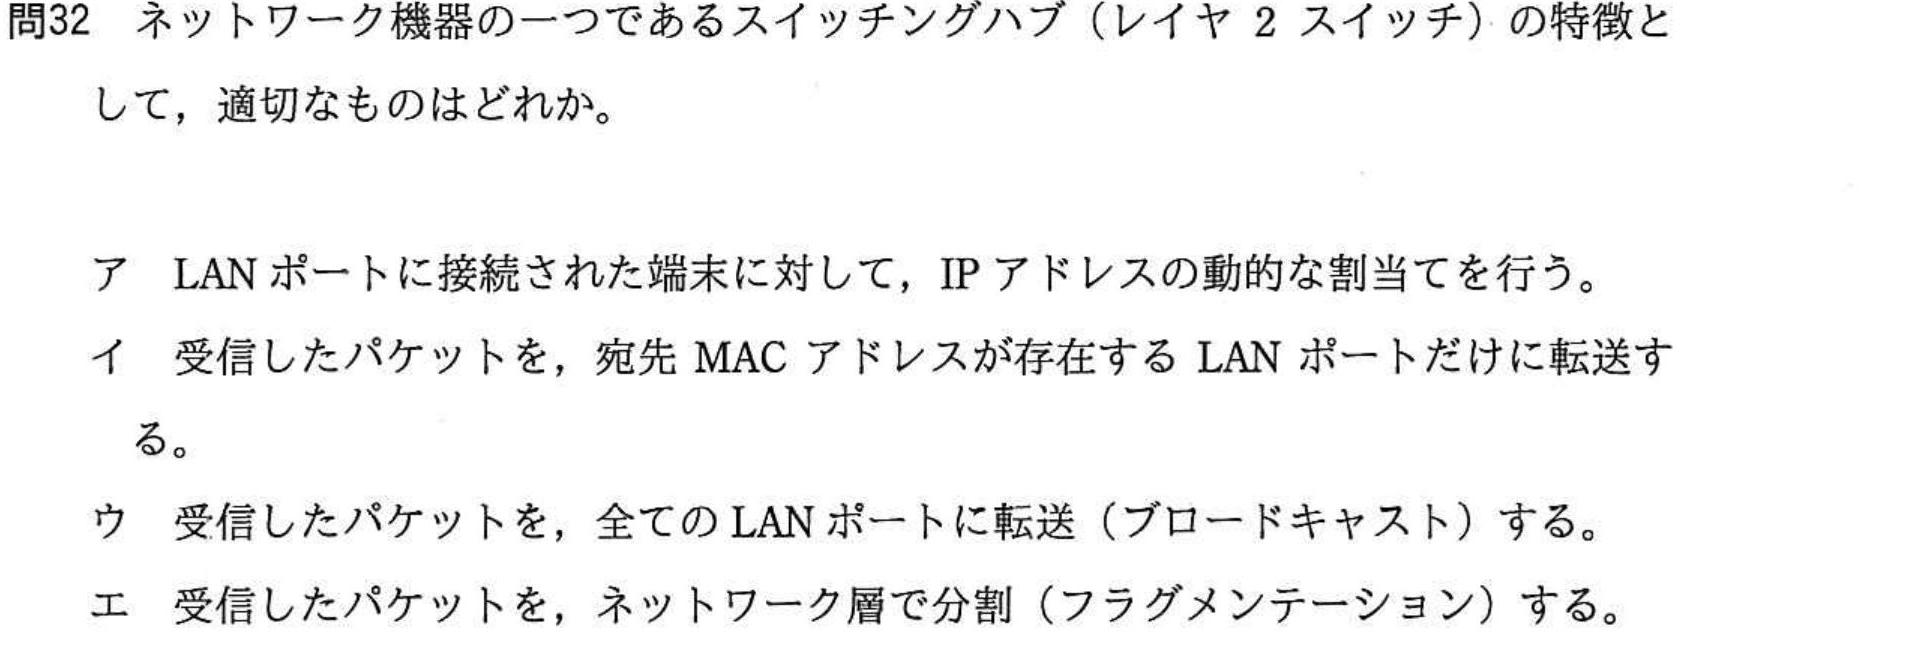 問32 ネットワーク機器の一つであるスイッチングハブ（レイヤ 2 スイッチ）の特徴と
して，適切なものはどれか。
ア LAN ポートに接続された端末に対して，IP アドレスの動的な割当てを行う。
イ 受信したパケットを，宛先 MAC アドレスが存在する LAN ポートだけに転送す
る。
ウ 受信したパケットを，全ての LAN ポートに転送（ブロードキャスト）する。
エ 受信したパケットを，ネットワーク層で分割（フラグメンテーション）する。